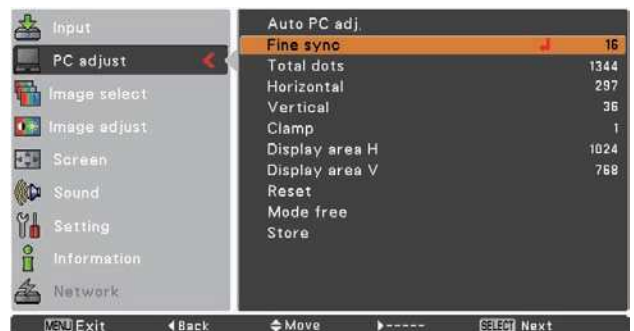 Input
PC adjust
Image select
Image adjust
Screen
Sound
Setting
Information
Network
Auto PC adj.
Fine sync 16
Total dots 1344
Horizontal 297
Vertical 36
Clamp 1
Display area H 1024
Display area V 768
Reset
Mode free
Store
MENU Exit ◀Back ⬍Move ▶----- SELECT Next